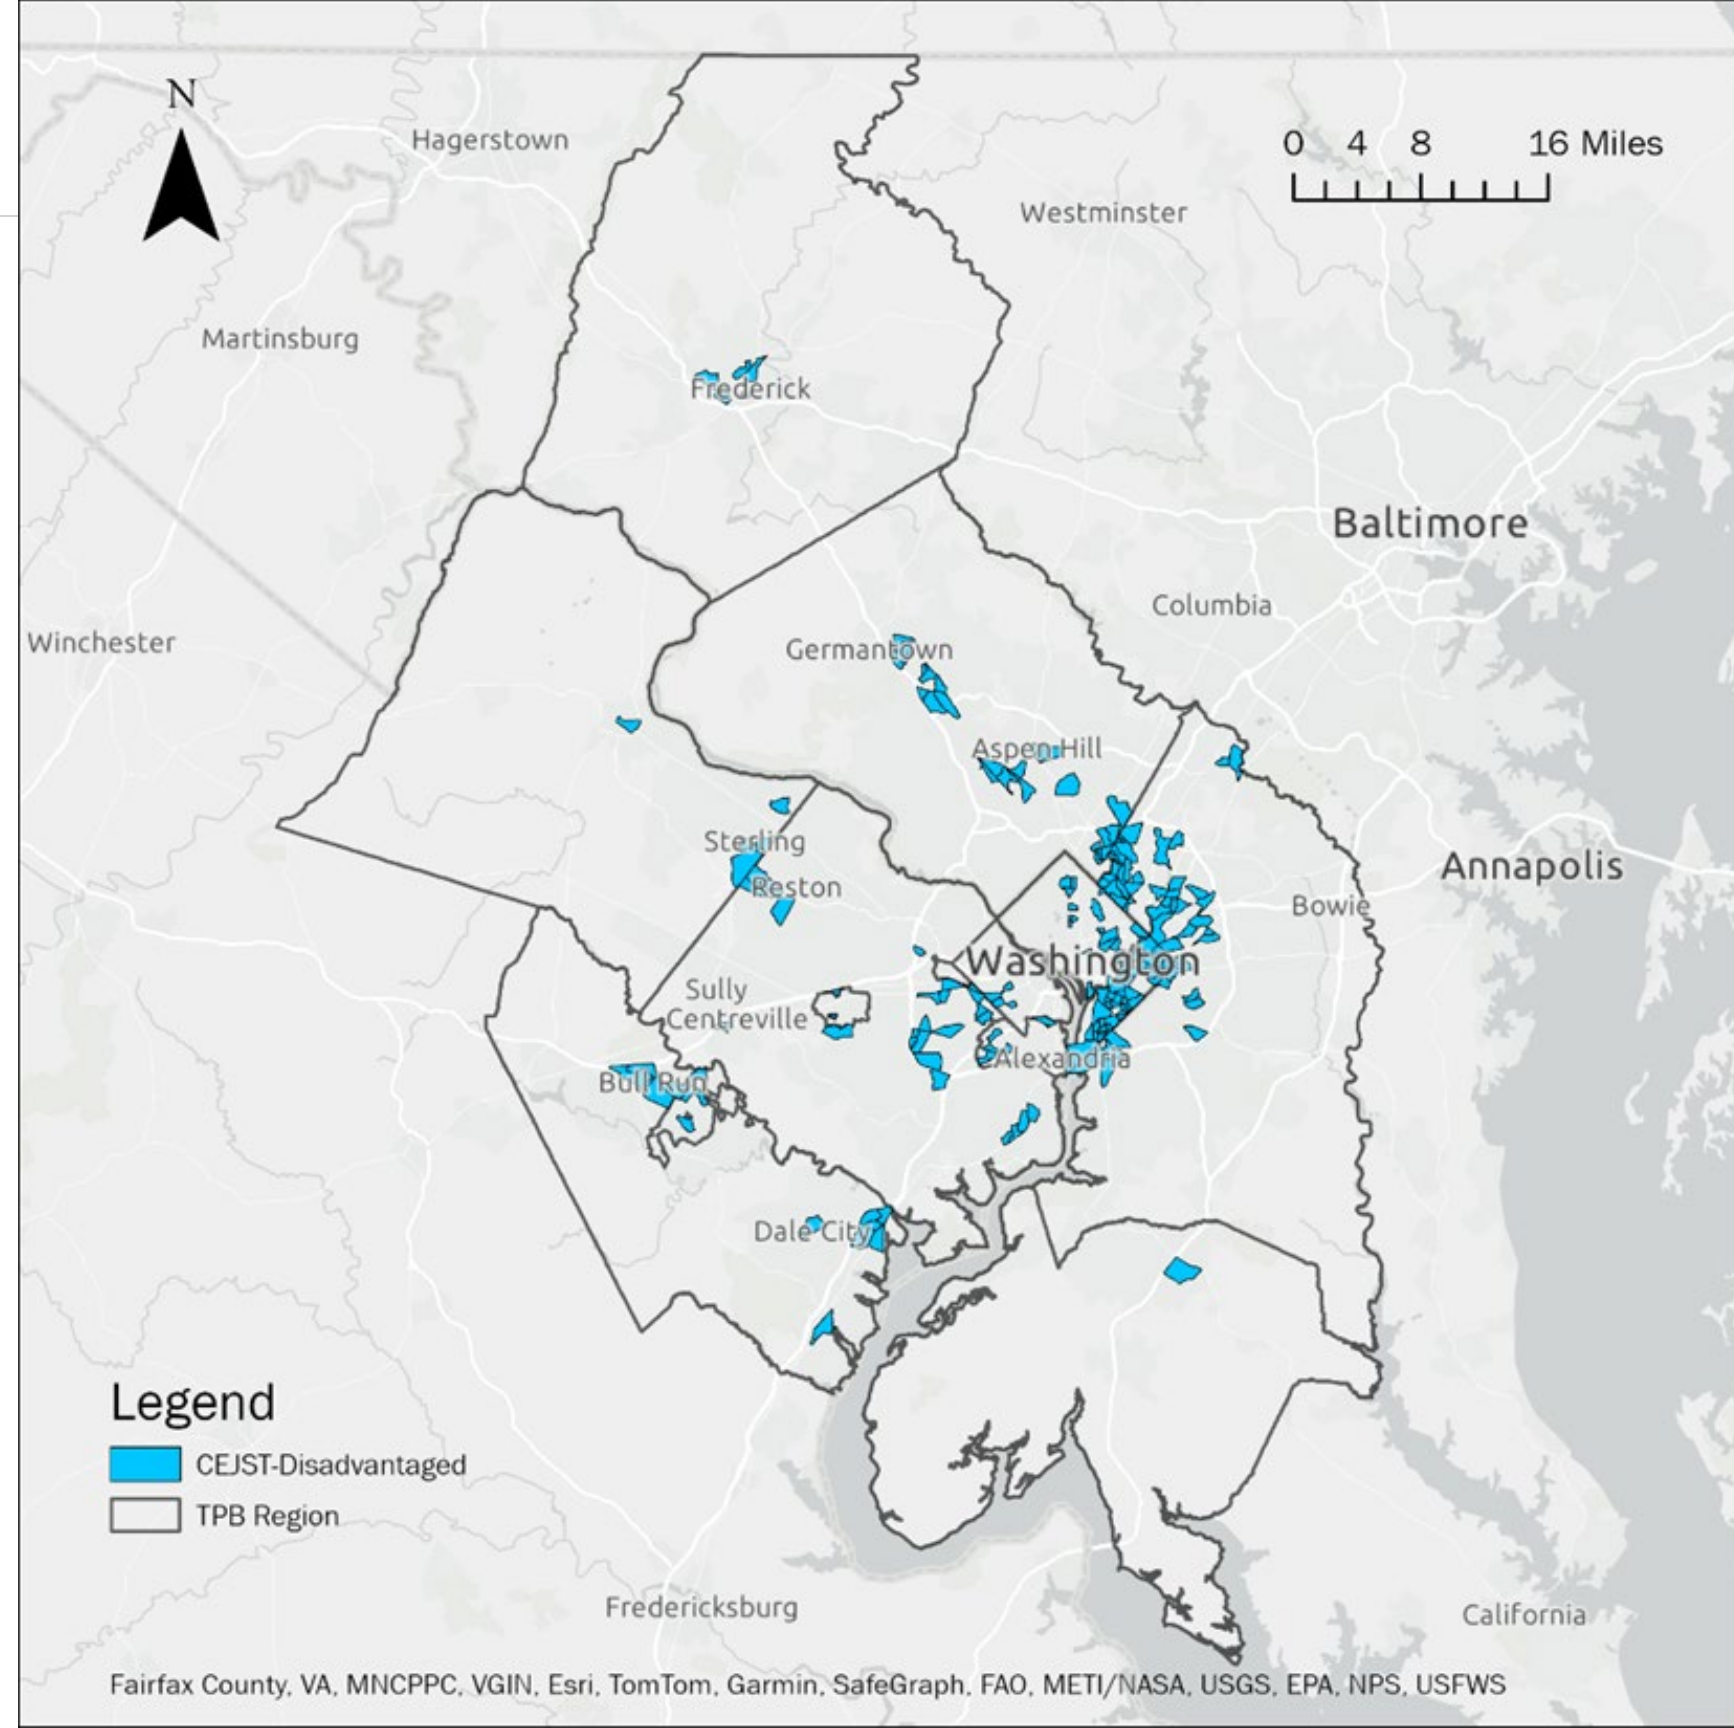 N
Hagerstown
0 4 8 16 Miles
Westminster
Martinsburg
Frederick
Baltimore
Columbia
Winchester
Germantown
Aspen Hill
Sterling
Annapolis
Reston
Bowie
Washington
Sully
Centreville
Alexandria
Bull Run
Dale City
Legend
CEJST-Disadvantaged
TPB Region
Fredericksburg
California
Fairfax County, VA, MNCPPC, VGIN, Esri, TomTom, Garmin, SafeGraph, FAO, METI/NASA, USGS, EPA, NPS, USFWS